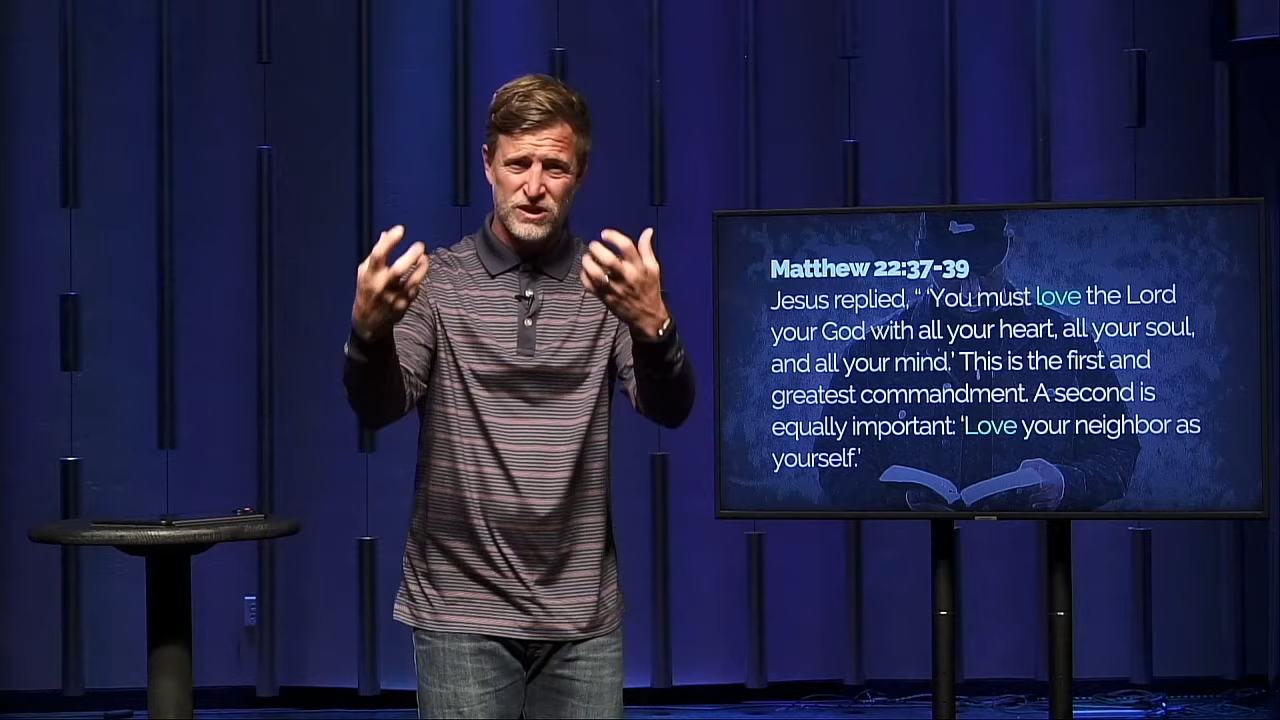 Matthew 22:37-39
Jesus replied, “ ‘You must love the Lord
your God with all your heart, all your soul,
and all your mind.’ This is the first and
greatest commandment. A second is
equally important: ‘Love your neighbor as
yourself.’